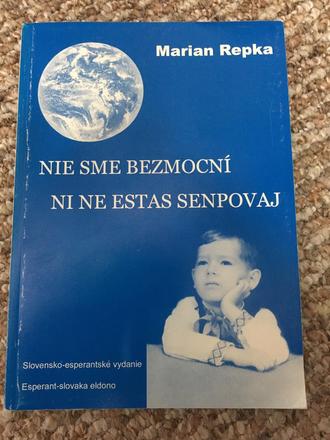 Marian Repka
NIE SME BEZMOCNÍ
NI NE ESTAS SENPOVAJ
Slovensko-esperantské vydanie
Esperant-slovaka eldono